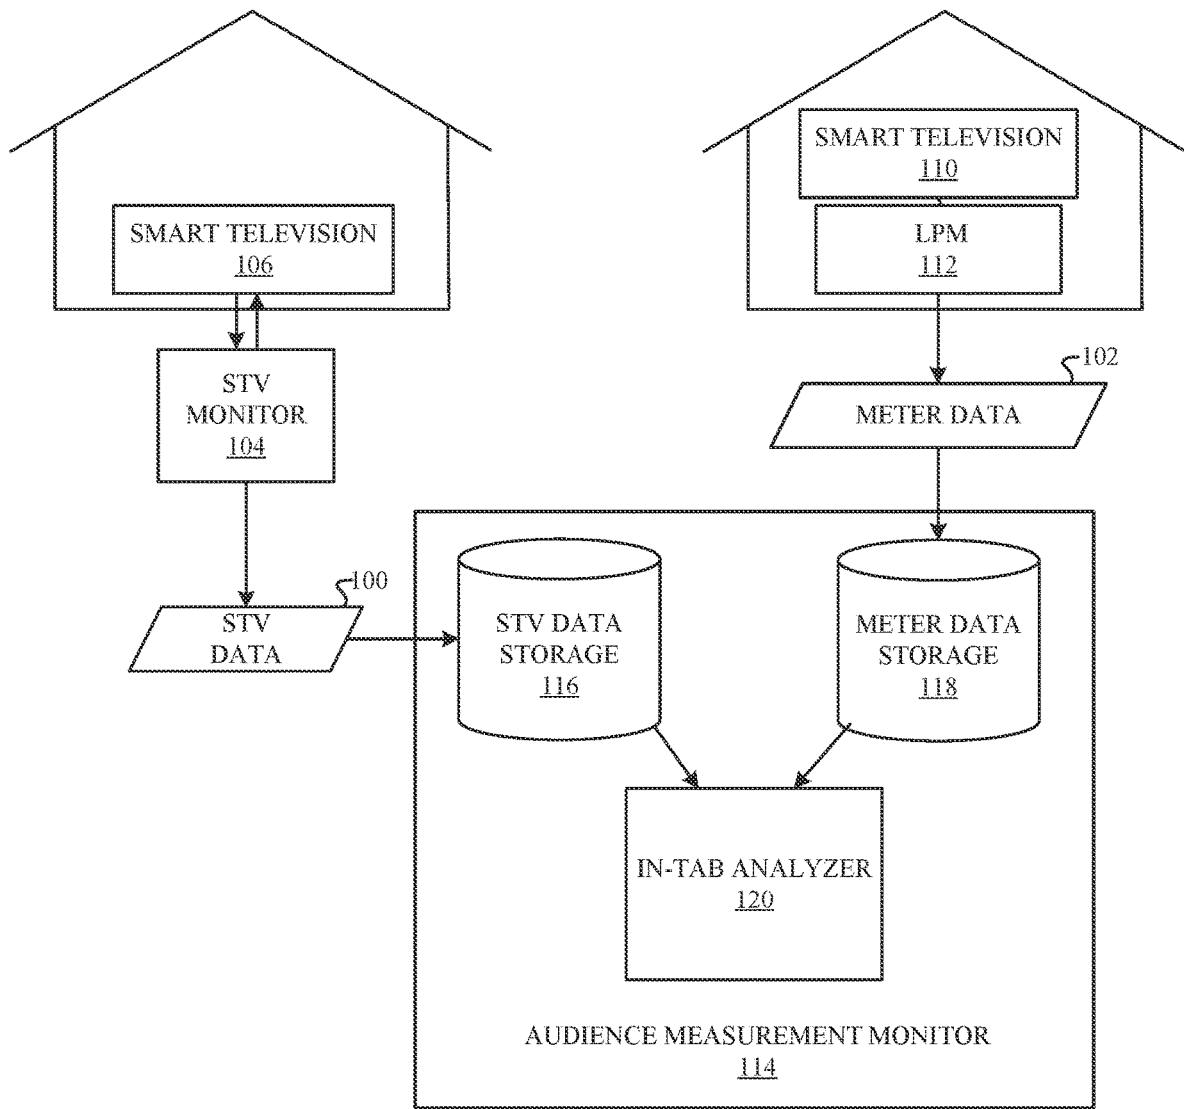 SMART TELEVISION
106
SMART TELEVISION
110
LPM
112
STV
MONITOR
104
102
METER DATA
100
STV
DATA
STV DATA
STORAGE
116
METER DATA
STORAGE
118
IN-TAB ANALYZER
120
AUDIENCE MEASUREMENT MONITOR
114